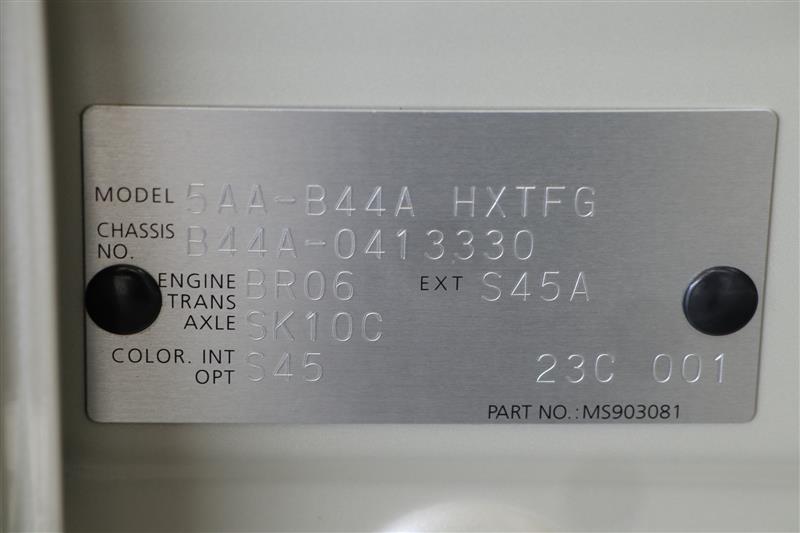 MODEL 5AA-B44A HXTFG
CHASSIS NO. B44A-0413330
ENGINE BR06 EXT S45A
TRANS AXLE SK10C
COLOR. INT S45
OPT 23C 001
PART NO.:MS903081